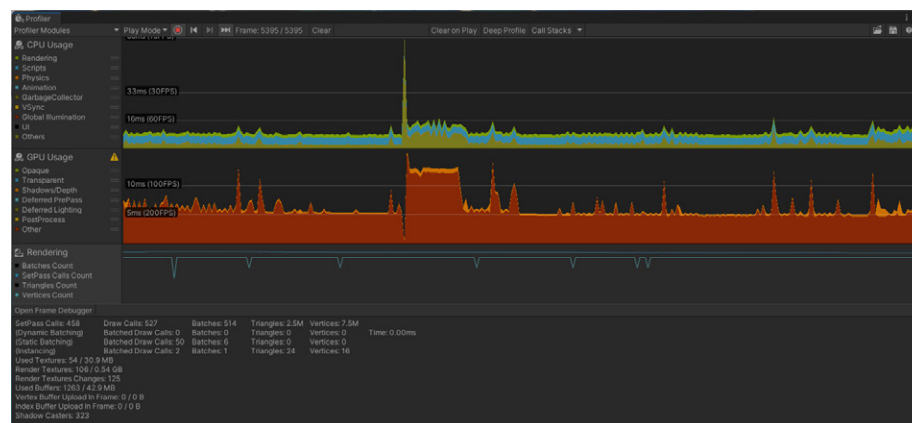 Profiler
Profiler Modules Play Mode Frame: 5395 / 5395 Clear Clear on Play Deep Profile Call Stacks
CPU Usage
Rendering
Scripts
Physics
Animation
GarbageCollector
VSync
Global Illumination
UI
Others
33ms (30FPS)
16ms (60FPS)
GPU Usage
Opaque
Transparent
Shadows/Depth
Deferred PrePass
Deferred Lighting
PostProcess
Other
10ms (100FPS)
5ms (200FPS)
Rendering
Batches Count
SetPass Calls Count
Triangles Count
Vertices Count
Open Frame Debugger
SetPass Calls: 458 Draw Calls: 527 Batches: 514 Triangles: 2.5M Vertices: 7.5M
(Dynamic Batching) Batched Draw Calls: 0 Batches: 0 Triangles: 0 Vertices: 0 Time: 0.00ms
(Static Batching) Batched Draw Calls: 50 Batches: 6 Triangles: 0 Vertices: 0
(Instancing) Batched Draw Calls: 2 Batches: 1 Triangles: 24 Vertices: 16
Used Textures: 54 / 30.9 MB
Render Textures: 106 / 0.54 GB
Render Textures Changes: 125
Used Buffers: 1263 / 42.9 MB
Vertex Buffer Upload In Frame: 0 / 0 B
Index Buffer Upload In Frame: 0 / 0 B
Shadow Casters: 323